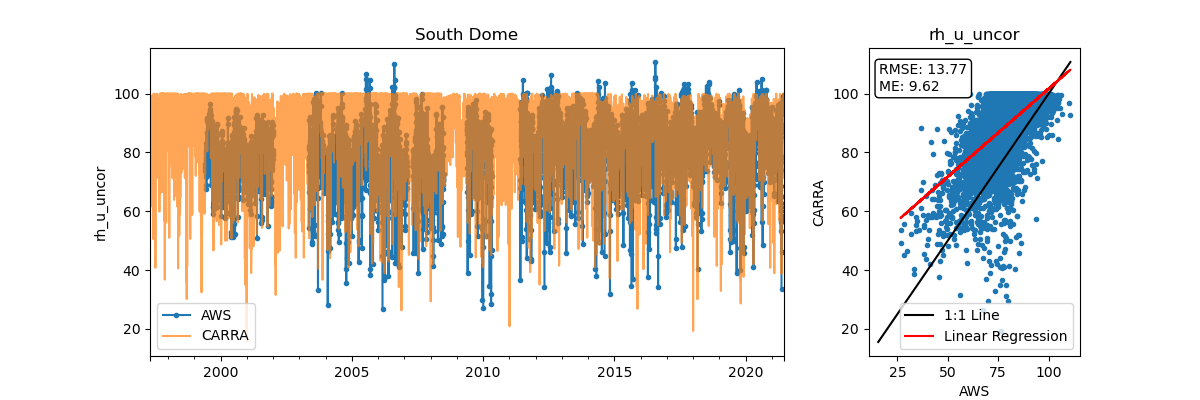 South Dome
rh_u_uncor
100
80
60
40
20
2000
2005
2010
2015
2020
AWS
CARRA
rh_u_uncor
RMSE: 13.77
ME: 9.62
CARRA
100
80
60
40
20
25
50
75
100
AWS
1:1 Line
Linear Regression